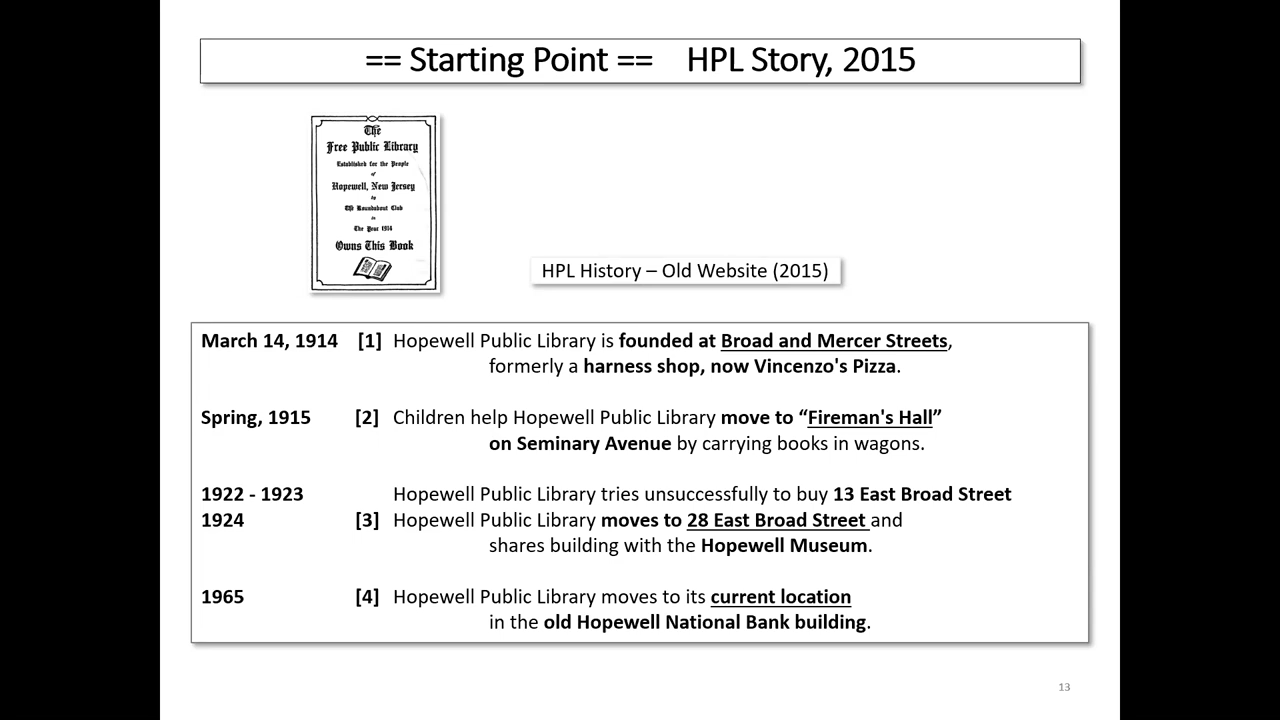 == Starting Point == HPL Story, 2015
The
Free Public Library
Established for the People
of
Hopewell, New Jersey
by
The Roundabout Club
in
The Year 1914
Owns This Book
HPL History – Old Website (2015)
March 14, 1914 [1] Hopewell Public Library is founded at Broad and Mercer Streets,
formerly a harness shop, now Vincenzo's Pizza.
Spring, 1915 [2] Children help Hopewell Public Library move to “Fireman's Hall”
on Seminary Avenue by carrying books in wagons.
1922 - 1923 Hopewell Public Library tries unsuccessfully to buy 13 East Broad Street
1924 [3] Hopewell Public Library moves to 28 East Broad Street and
shares building with the Hopewell Museum.
1965 [4] Hopewell Public Library moves to its current location
in the old Hopewell National Bank building.
13